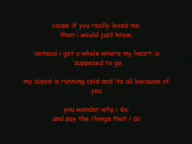 cause if you really loved me,
then i would just know,
isntead i got a whole where my heart is
'supposed to go
my blood is running cold and its all because of
you
you wonder why i do,
and say the things that i do